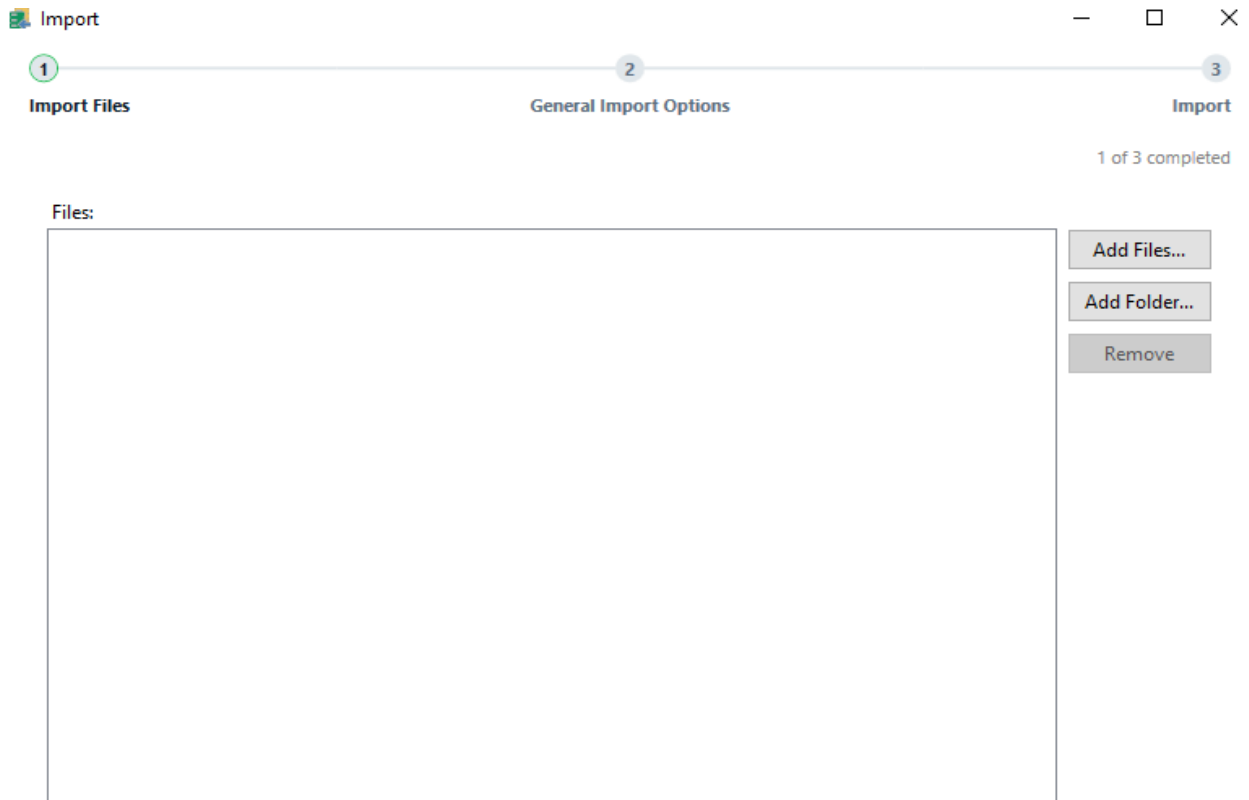 Import
1 2 3
Import Files General Import Options Import
1 of 3 completed
Files:
Add Files...
Add Folder...
Remove